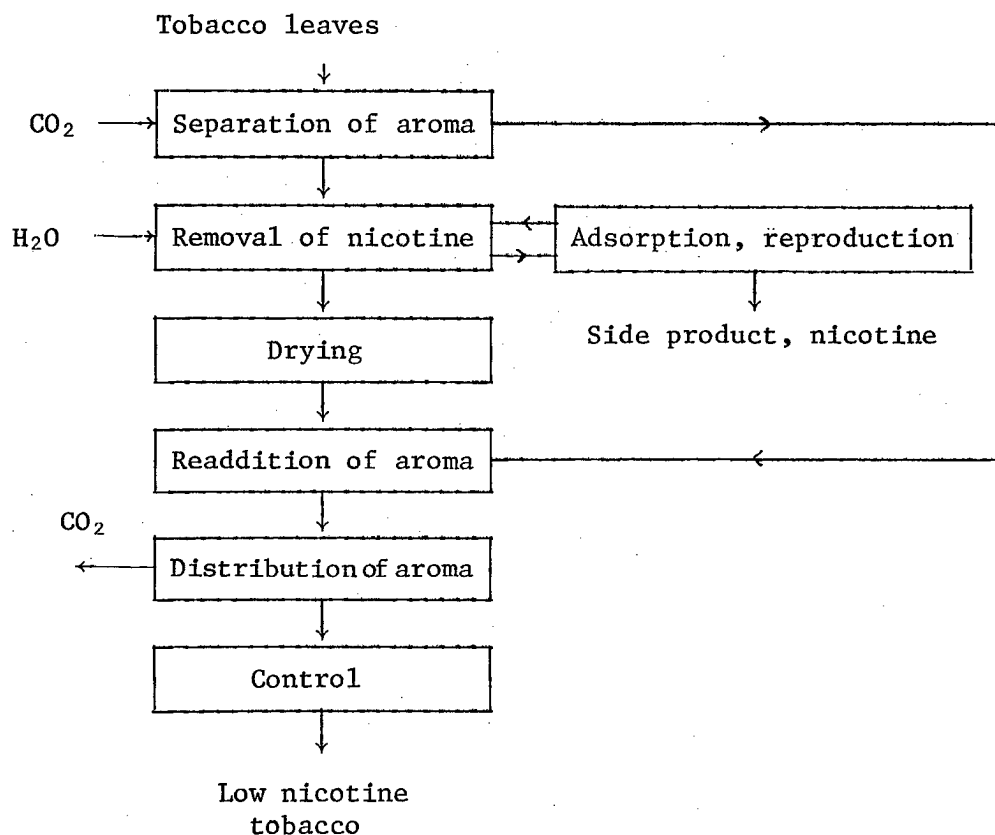 Tobacco leaves
CO₂
Separation of aroma
H₂O
Removal of nicotine
Adsorption, reproduction
Side product, nicotine
Drying
Readdition of aroma
CO₂
Distribution of aroma
Control
Low nicotine
tobacco